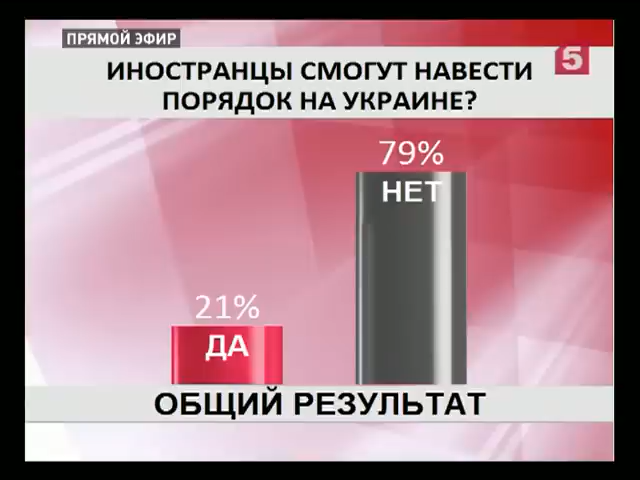 ПРЯМОЙ ЭФИР
5
ИНОСТРАНЦЫ СМОГУТ НАВЕСТИ
ПОРЯДОК НА УКРАИНЕ?
79%
НЕТ
21%
ДА
ОБЩИЙ РЕЗУЛЬТАТ